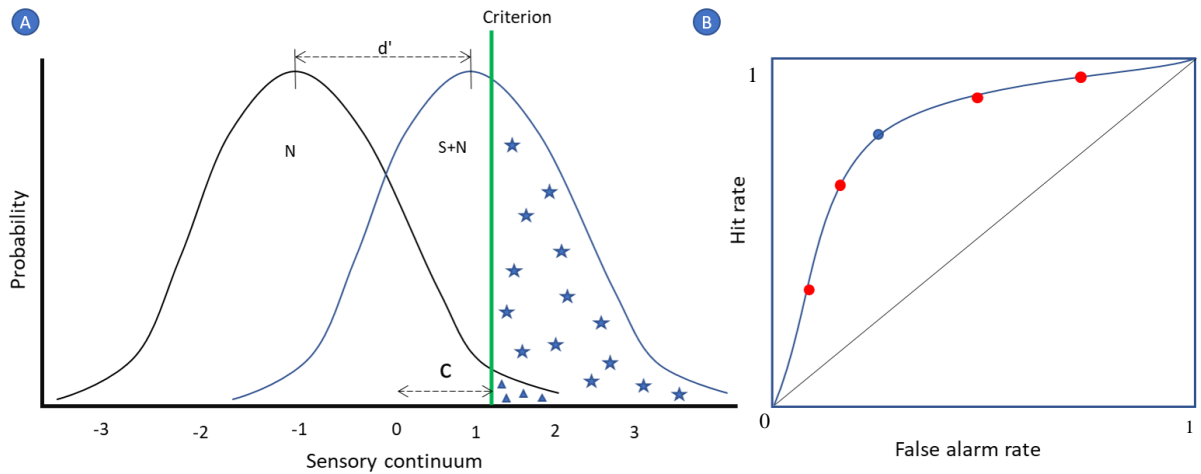 A
Criterion
B
d'
N
S+N
Probability
C
-3 -2 -1 0 1 2 3
Sensory continuum
1
Hit rate
0
1
False alarm rate